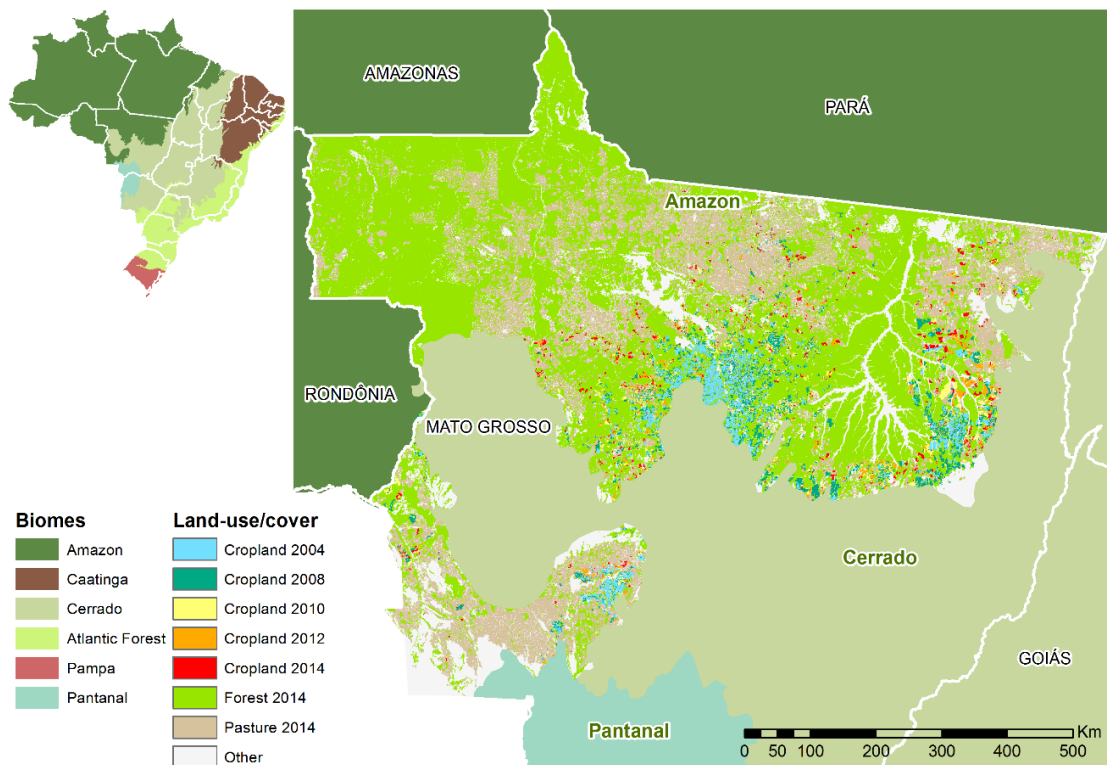 AMAZONAS
PARÁ
Amazon
RONDÔNIA
MATO GROSSO
Cerrado
GOIÁS
Pantanal
Biomes
Amazon
Caatinga
Cerrado
Atlantic Forest
Pampa
Pantanal
Land-use/cover
Cropland 2004
Cropland 2008
Cropland 2010
Cropland 2012
Cropland 2014
Forest 2014
Pasture 2014
Other
Km
0 50 100 200 300 400 500